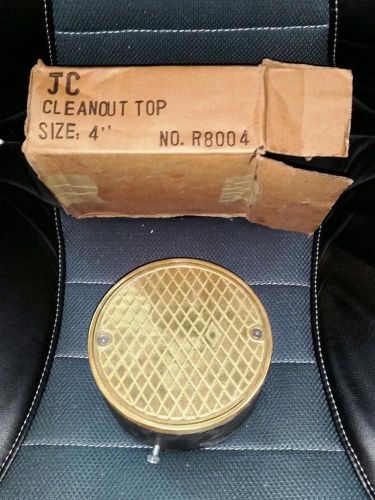 JC
CLEANOUT TOP
SIZE: 4" NO. R8004